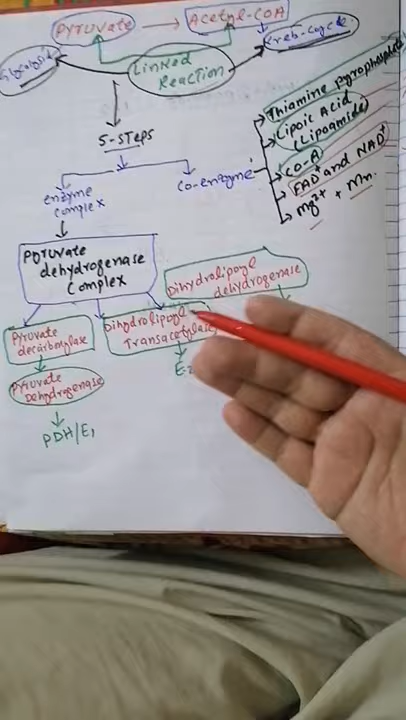 Pyruvate → Acetyl-COA
Glycolysis
Linked
Reaction
Kreb-cycle
5-Steps
enzyme
complex
Co-enzyme
Thiamine pyrophosphate
Lipoic Acid
(Lipoamide)
CO-A
FAD+ and NAD+
Mg2+ + Mn.
Pyruvate
dehydrogenase
Complex
Dihydrolipoyl
dehydrogenase
Pyruvate
decarboxylase
Dihydrolipoyl
Transacetylase
Pyruvate
Dehydrogenase
PDH/E1